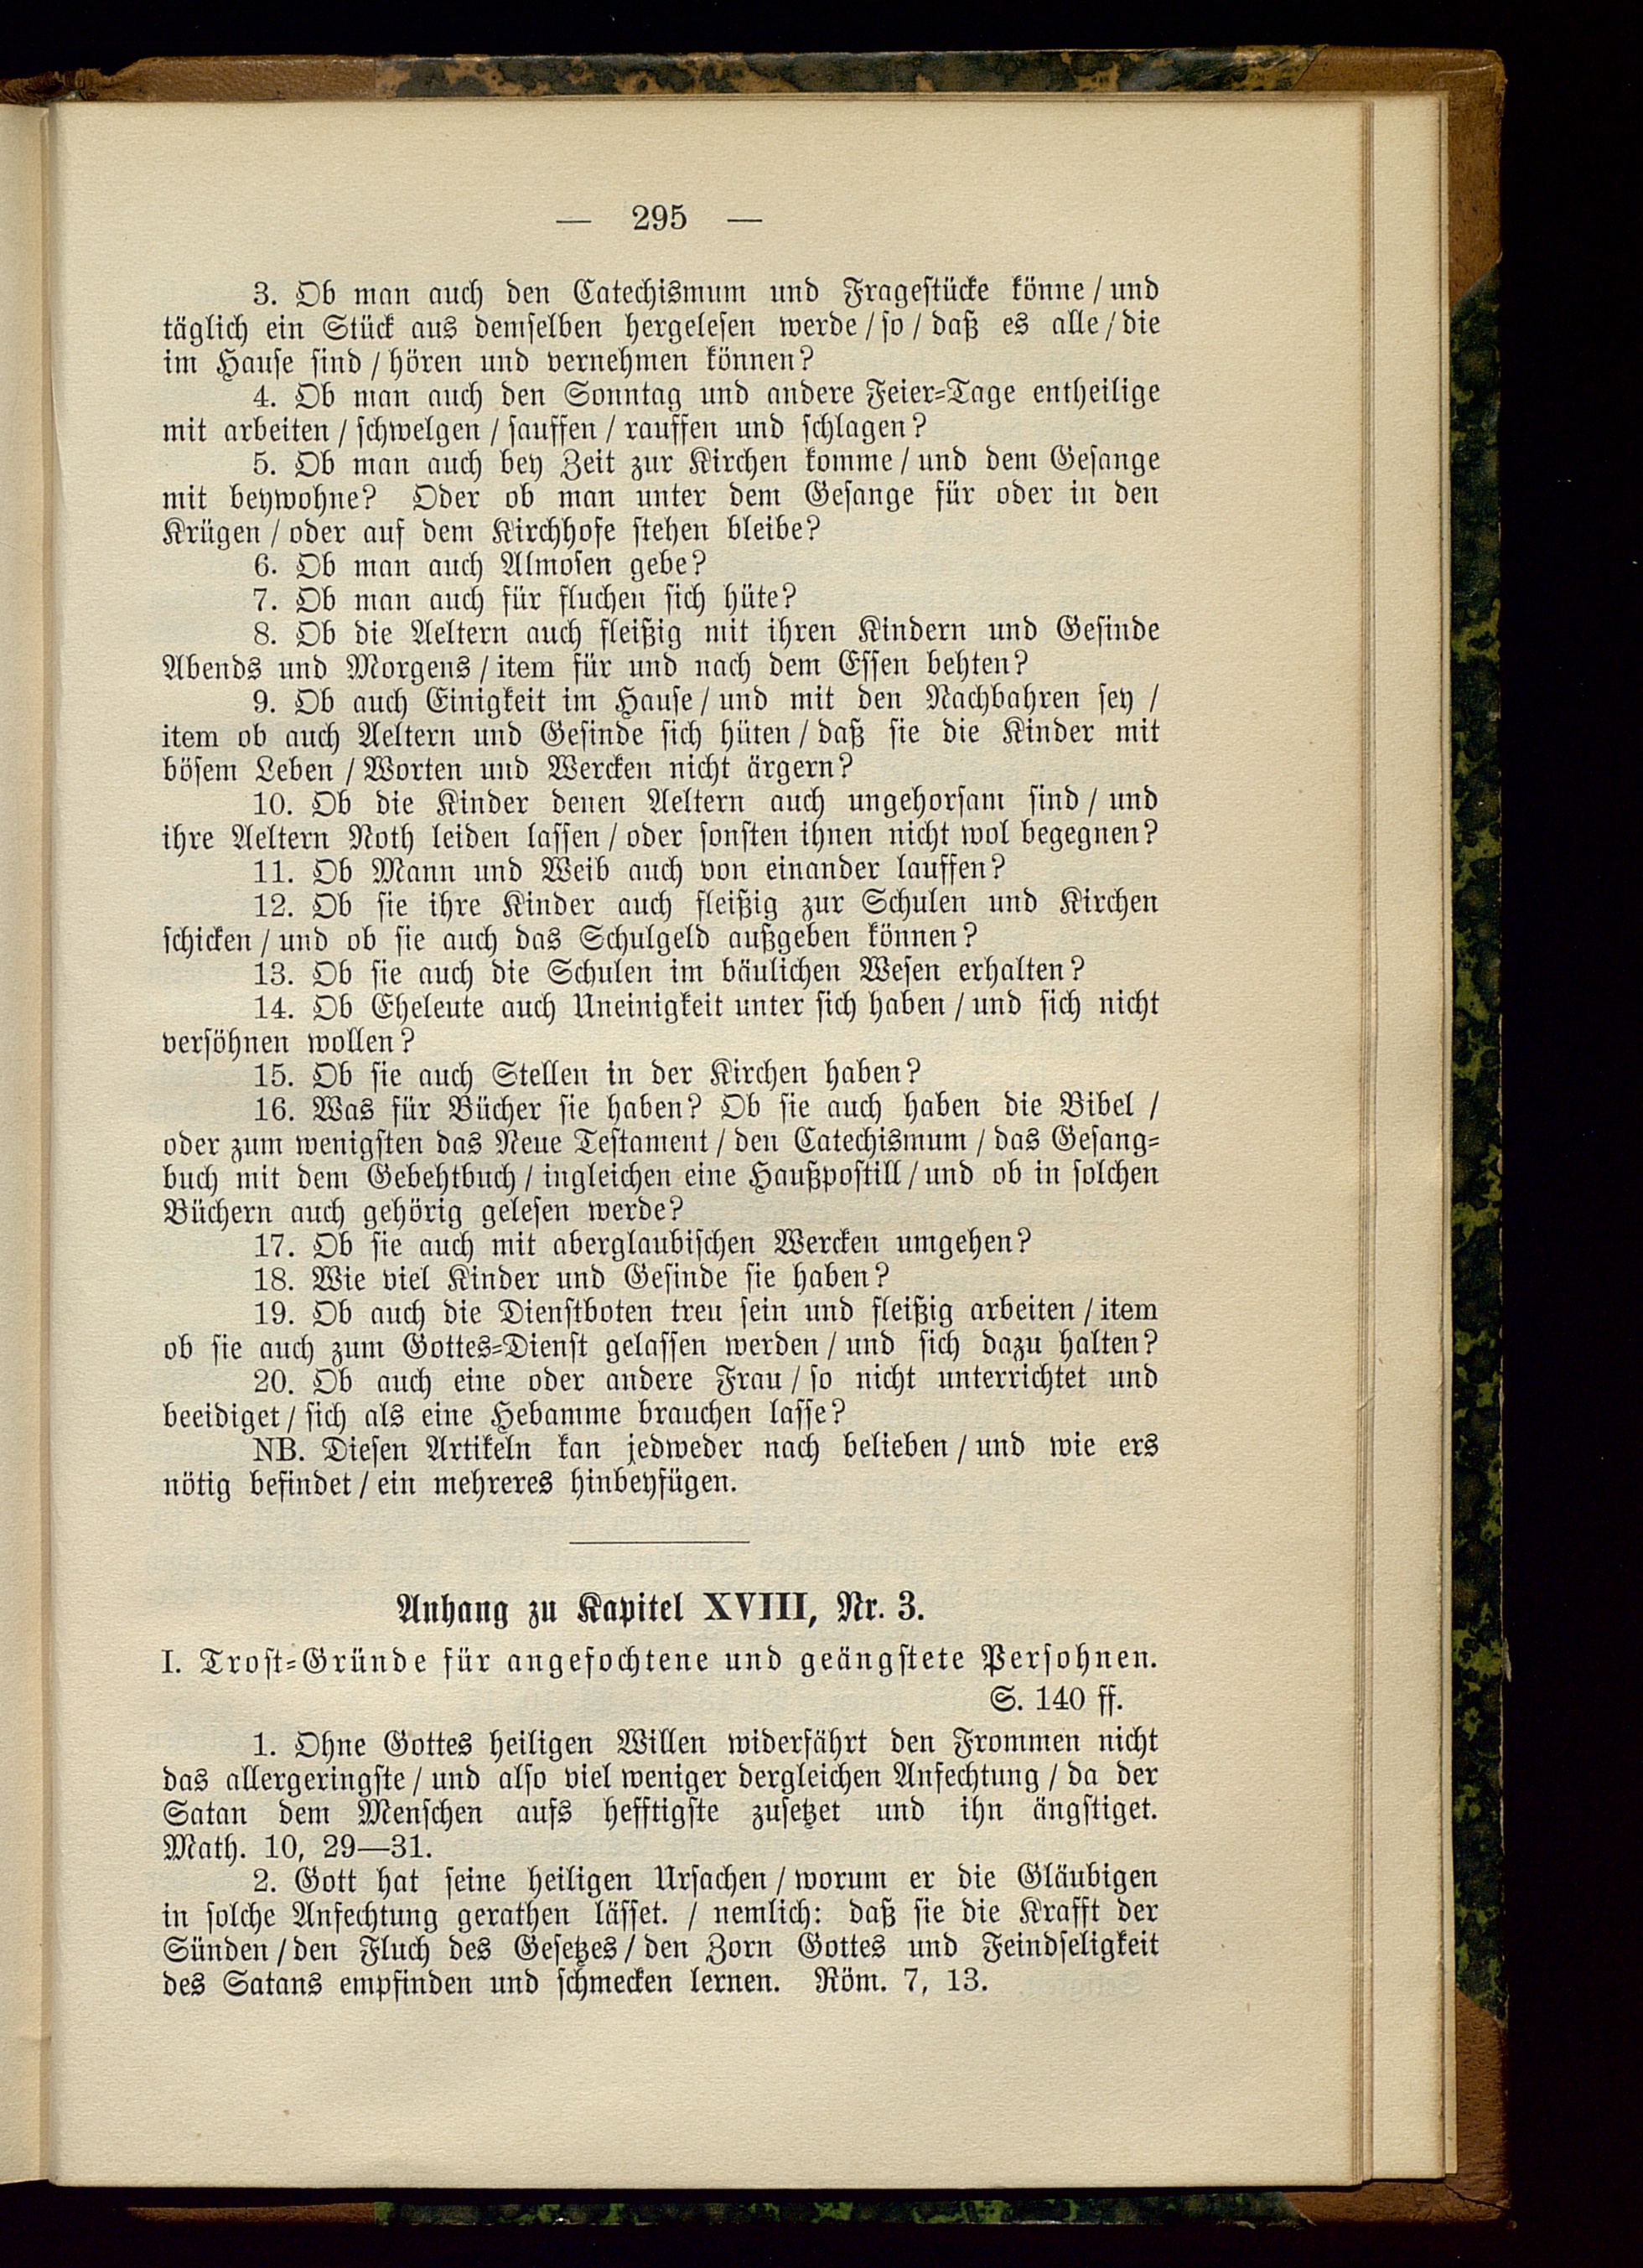 — 295 —
3. Ob man auch den Catechismum und Fragestücke könne / und
täglich ein Stück aus demselben hergelesen werde / so / daß es alle / die
im Hause sind / hören und vernehmen können?
4. Ob man auch den Sonntag und andere Feier=Tage entheilige
mit arbeiten / schwelgen / sauffen / rauffen und schlagen?
5. Ob man auch bey Zeit zur Kirchen komme / und dem Gesange
mit beywohne? Oder ob man unter dem Gesange für oder in den
Krügen / oder auf dem Kirchhofe stehen bleibe?
6. Ob man auch Almosen gebe?
7. Ob man auch für fluchen sich hüte?
8. Ob die Aeltern auch fleißig mit ihren Kindern und Gesinde
Abends und Morgens / item für und nach dem Essen behten?
9. Ob auch Einigkeit im Hause / und mit den Nachbahren sey /
item ob auch Aeltern und Gesinde sich hüten / daß sie die Kinder mit
bösem Leben / Worten und Wercken nicht ärgern?
10. Ob die Kinder denen Aeltern auch ungehorsam sind / und
ihre Aeltern Noth leiden lassen / oder sonsten ihnen nicht wol begegnen?
11. Ob Mann und Weib auch von einander lauffen?
12. Ob sie ihre Kinder auch fleißig zur Schulen und Kirchen
schicken / und ob sie auch das Schulgeld außgeben können?
13. Ob sie auch die Schulen im bäulichen Wesen erhalten?
14. Ob Eheleute auch Uneinigkeit unter sich haben / und sich nicht
versöhnen wollen?
15. Ob sie auch Stellen in der Kirchen haben?
16. Was für Bücher sie haben? Ob sie auch haben die Bibel /
oder zum wenigsten das Neue Testament / den Catechismum / das Gesang=
buch mit dem Gebehtbuch / ingleichen eine Haußpostill / und ob in solchen
Büchern auch gehörig gelesen werde?
17. Ob sie auch mit aberglaubischen Wercken umgehen?
18. Wie viel Kinder und Gesinde sie haben?
19. Ob auch die Dienstboten treu sein und fleißig arbeiten / item
ob sie auch zum Gottes=Dienst gelassen werden / und sich dazu halten?
20. Ob auch eine oder andere Frau / so nicht unterrichtet und
beeidiget / sich als eine Hebamme brauchen lasse?
NB. Diesen Artikeln kan jedweder nach belieben / und wie ers
nötig befindet / ein mehreres hinbeyfügen.
Anhang zu Kapitel XVIII, Nr. 3.
I. Trost=Gründe für angefochtene und geängstete Persohnen.
S. 140 ff.
1. Ohne Gottes heiligen Willen widerfährt den Frommen nicht
das allergeringste / und also viel weniger dergleichen Anfechtung / da der
Satan dem Menschen aufs hefftigste zusetzet und ihn ängstiget.
Math. 10, 29—31.
2. Gott hat seine heiligen Ursachen / worum er die Gläubigen
in solche Anfechtung gerathen lässet. / nemlich: daß sie die Krafft der
Sünden / den Fluch des Gesetzes / den Zorn Gottes und Feindseligkeit
des Satans empfinden und schmecken lernen. Röm. 7, 13.